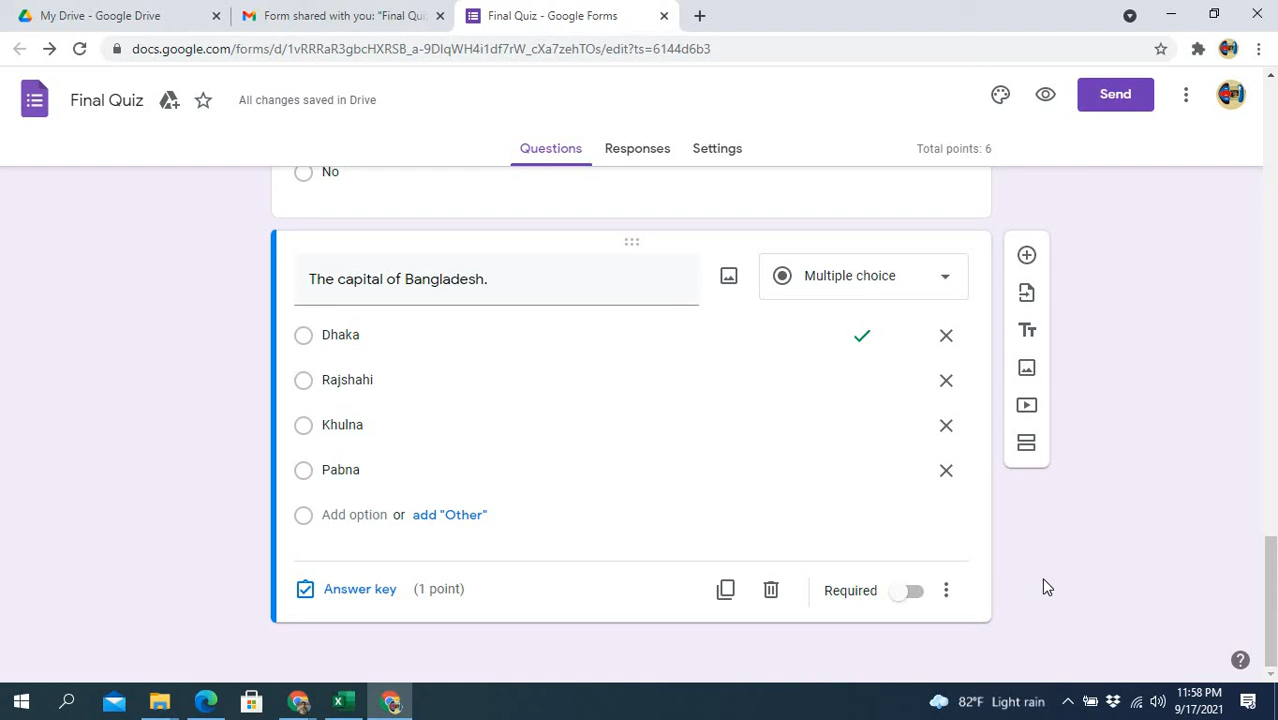 My Drive - Google Drive
Form shared with you: "Final Qui
Final Quiz - Google Forms
docs.google.com/forms/d/1vRRRaR3gbcHXRSB_a-9DIqWH4i1df7rW_cXa7zehTOs/edit?ts=6144d6b3
Final Quiz
All changes saved in Drive
Send
Questions
Responses
Settings
Total points: 6
No
The capital of Bangladesh.
Multiple choice
Dhaka
Rajshahi
Khulna
Pabna
Add option or add "Other"
Answer key (1 point)
Required
82°F Light rain
11:58 PM
9/17/2021